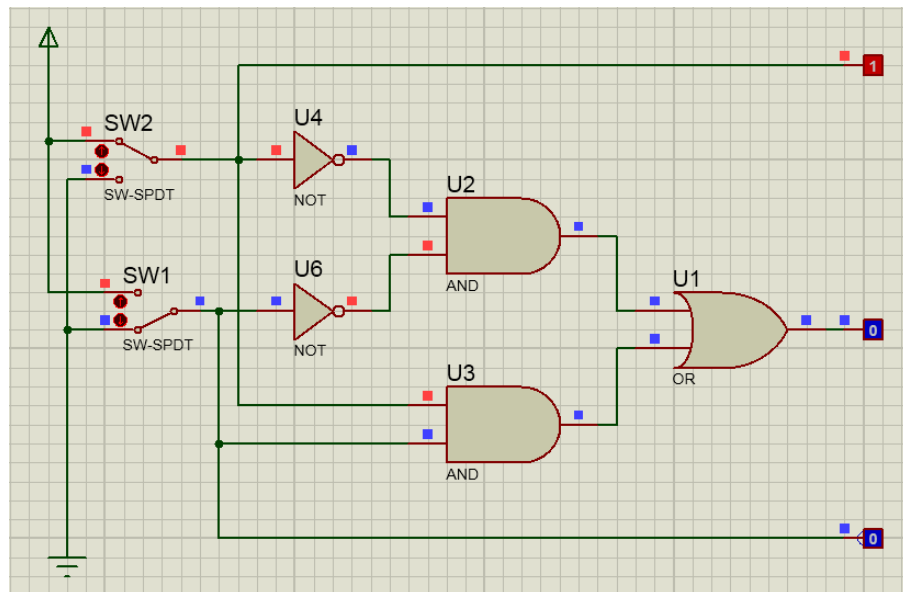 1
SW2
U4
SW-SPDT
NOT
U2
SW1
U6
U1
AND
0
SW-SPDT
NOT
U3
OR
AND
0